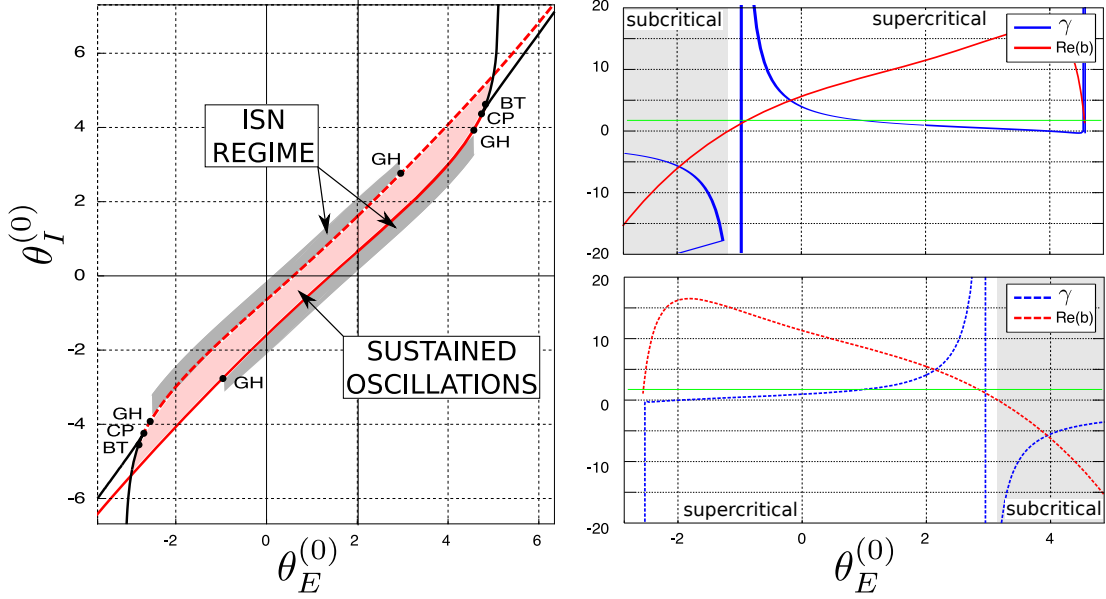 6
4
2
0
-2
-4
-6
-2
0
2
4
6
θ_I^(0)
θ_E^(0)
ISN
REGIME
SUSTAINED
OSCILLATIONS
BT
CP
GH
GH
GH
GH
CP
BT
20
10
0
-10
-20
-2
0
2
4
subcritical
supercritical
γ
Re(b)
20
10
0
-10
-20
-2
0
2
4
γ
Re(b)
supercritical
subcritical
θ_E^(0)